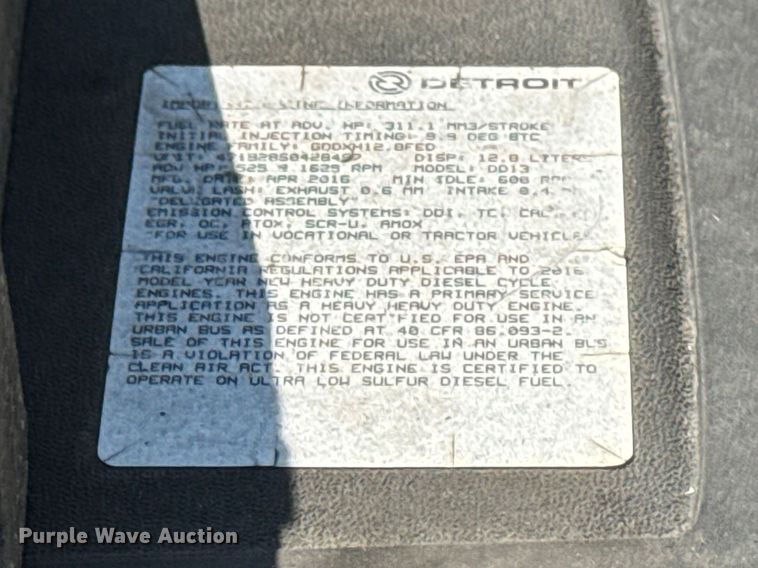 DETROIT
IMPORTANT ENGINE INFORMATION
FUEL RATE AT ADV. HP: 311.1 MM3/STROKE
INITIAL INJECTION TIMING: 9.9 DEG BTC
ENGINE FAMILY: GDDXH12.8FED
UNIT: DISP: 12.8 LITERS
ADV HP: 525 @ 1625 RPM MODEL: DD13
MFG. DATE: APR 2016 MIN IDLE: 600 RPM
VALV. LASH: EXHAUST 0.6 MM INTAKE 0.4
"DELEGATED ASSEMBLY"
EMISSION CONTROL SYSTEMS: DDI, TC, CAC,
EGR, OC, PTOX, SCR-U, AMOX
FOR USE IN VOCATIONAL OR TRACTOR VEHICLES
THIS ENGINE CONFORMS TO U.S. EPA AND
CALIFORNIA REGULATIONS APPLICABLE TO 2016
MODEL YEAR NEW HEAVY DUTY DIESEL CYCLE
ENGINES. THIS ENGINE HAS A PRIMARY SERVICE
APPLICATION AS A HEAVY HEAVY DUTY ENGINE.
THIS ENGINE IS NOT CERTIFIED FOR USE IN AN
URBAN BUS AS DEFINED AT 40 CFR 86.093-2.
SALE OF THIS ENGINE FOR USE IN AN URBAN BUS
IS A VIOLATION OF FEDERAL LAW UNDER THE
CLEAN AIR ACT. THIS ENGINE IS CERTIFIED TO
OPERATE ON ULTRA LOW SULFUR DIESEL FUEL.
Purple Wave Auction